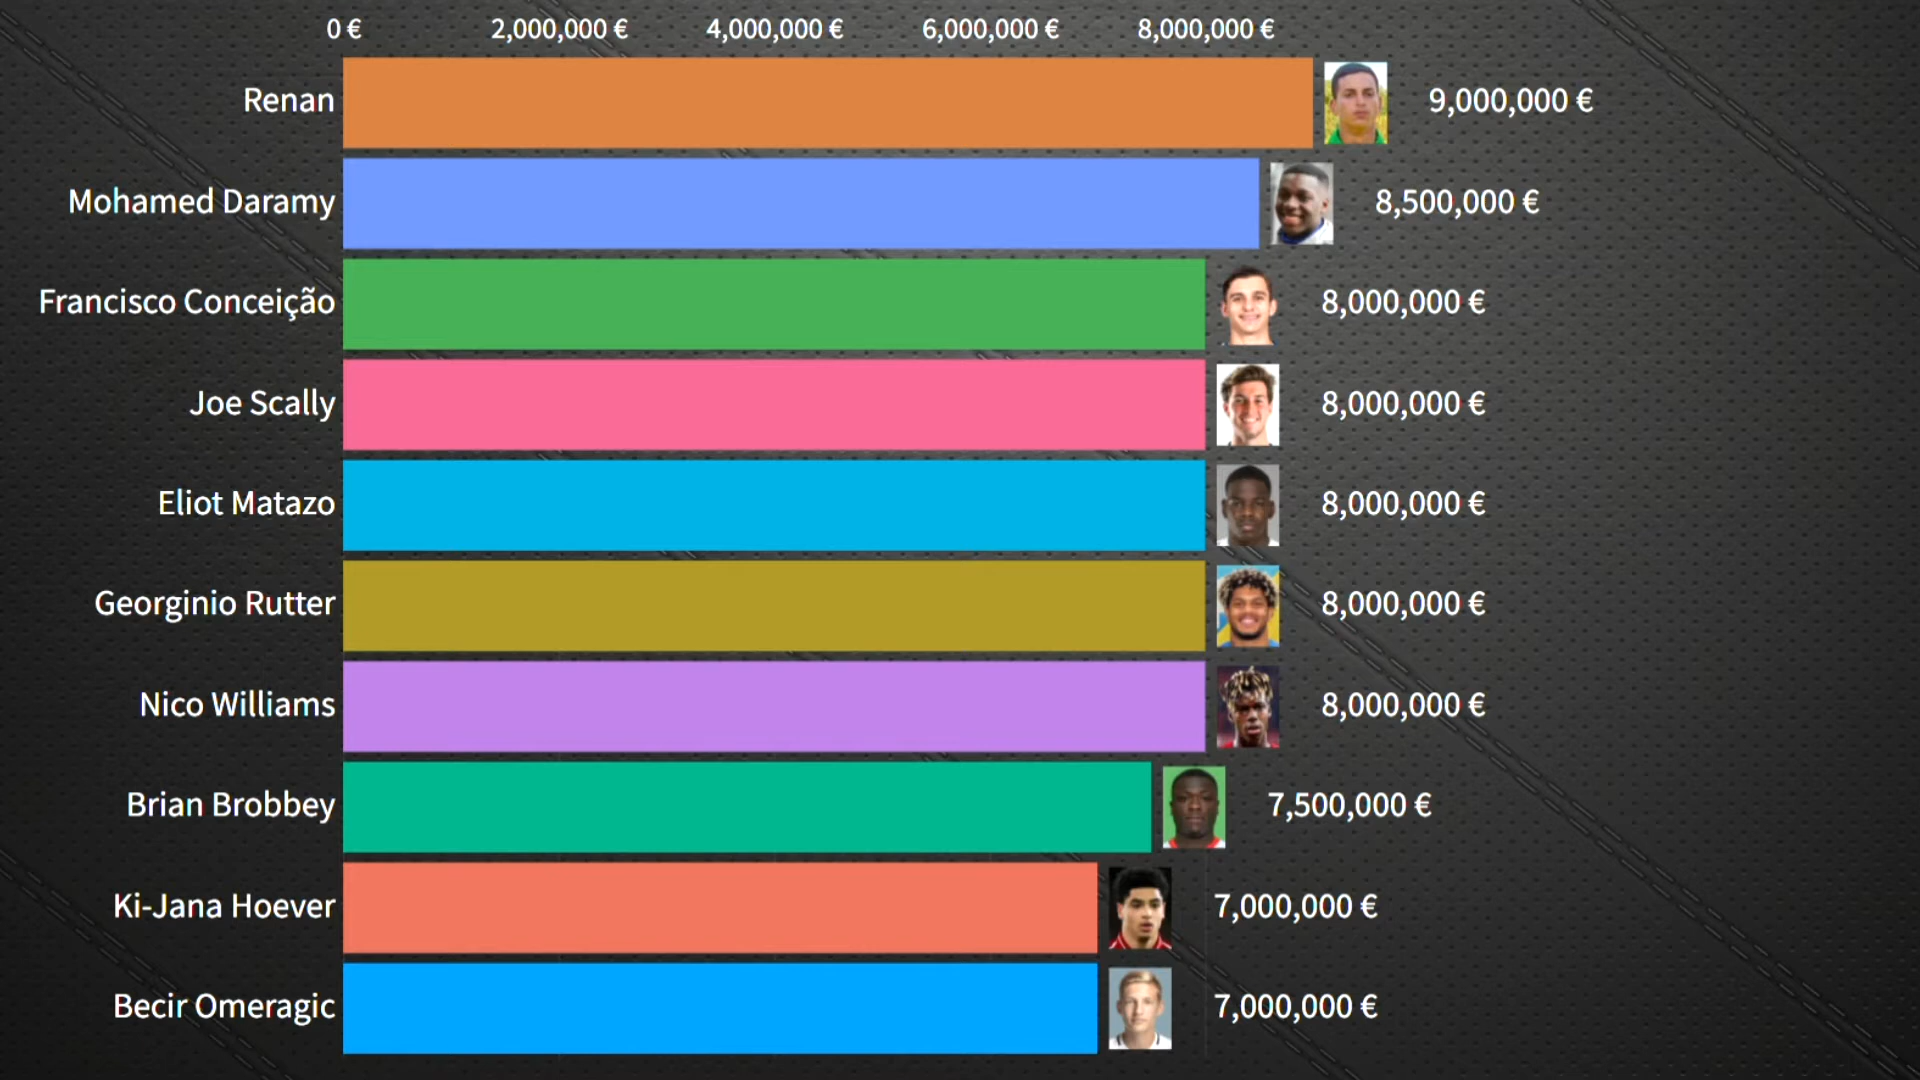 0 € 2,000,000 € 4,000,000 € 6,000,000 € 8,000,000 €
Renan 9,000,000 €
Mohamed Daramy 8,500,000 €
Francisco Conceição 8,000,000 €
Joe Scally 8,000,000 €
Eliot Matazo 8,000,000 €
Georginio Rutter 8,000,000 €
Nico Williams 8,000,000 €
Brian Brobbey 7,500,000 €
Ki-Jana Hoever 7,000,000 €
Becir Omeragic 7,000,000 €